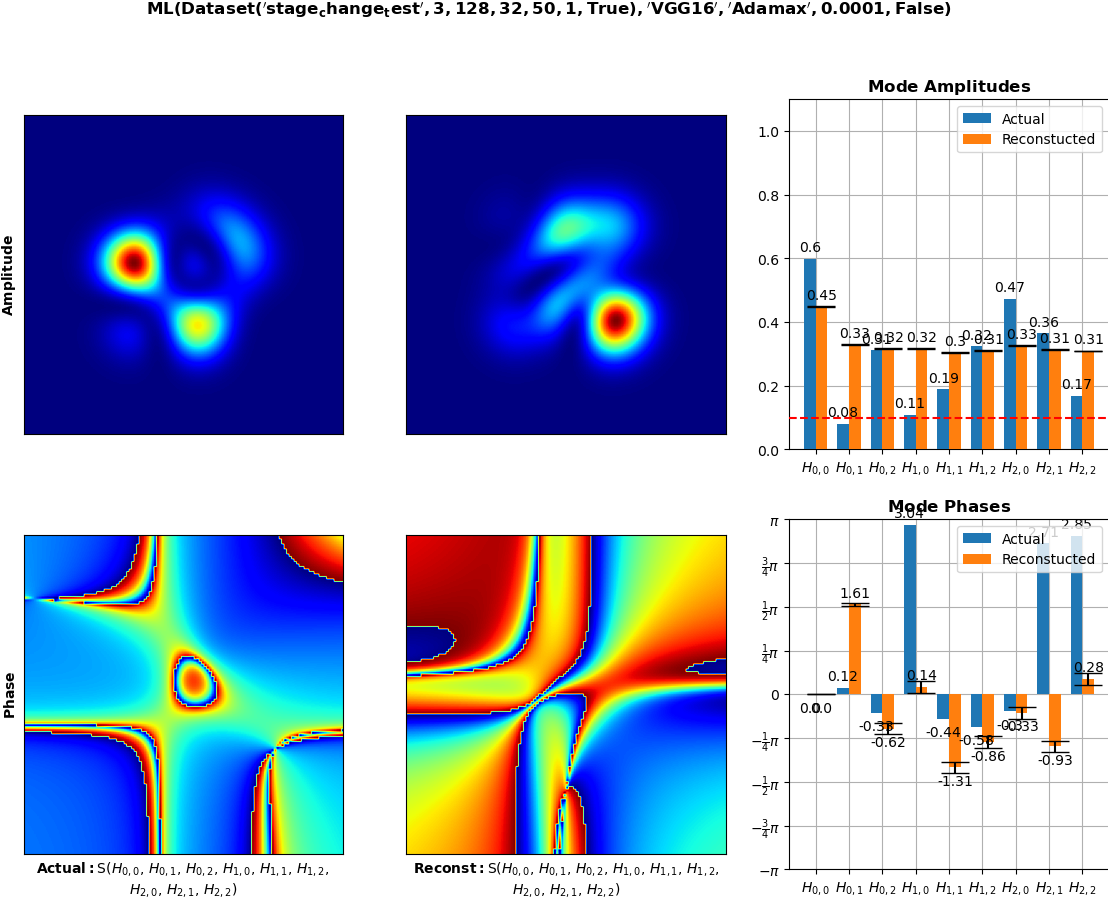 ML(Dataset('stage_change_test', 3, 128, 32, 50, 1, True), 'VGG16', 'Adamax', 0.0001, False)
Amplitude
Mode Amplitudes
Actual
Reconstucted
1.0
0.8
0.6
0.4
0.2
0.0
0.6
0.45
0.08
0.33
0.31
0.32
0.11
0.32
0.19
0.3
0.32
0.31
0.47
0.33
0.36
0.31
0.17
0.31
H0,0 H0,1 H0,2 H1,0 H1,1 H1,2 H2,0 H2,1 H2,2
Phase
Mode Phases
Actual
Reconstucted
π
3/4π
1/2π
1/4π
0
−1/4π
−1/2π
−3/4π
−π
0.0
0.0
0.12
1.61
-0.33
-0.62
3.04
0.14
-0.44
-1.31
-0.58
-0.86
-0.3
-0.33
2.71
-0.93
2.85
0.28
H0,0 H0,1 H0,2 H1,0 H1,1 H1,2 H2,0 H2,1 H2,2
Actual: S(H0,0, H0,1, H0,2, H1,0, H1,1, H1,2,
H2,0, H2,1, H2,2)
Reconst: S(H0,0, H0,1, H0,2, H1,0, H1,1, H1,2,
H2,0, H2,1, H2,2)